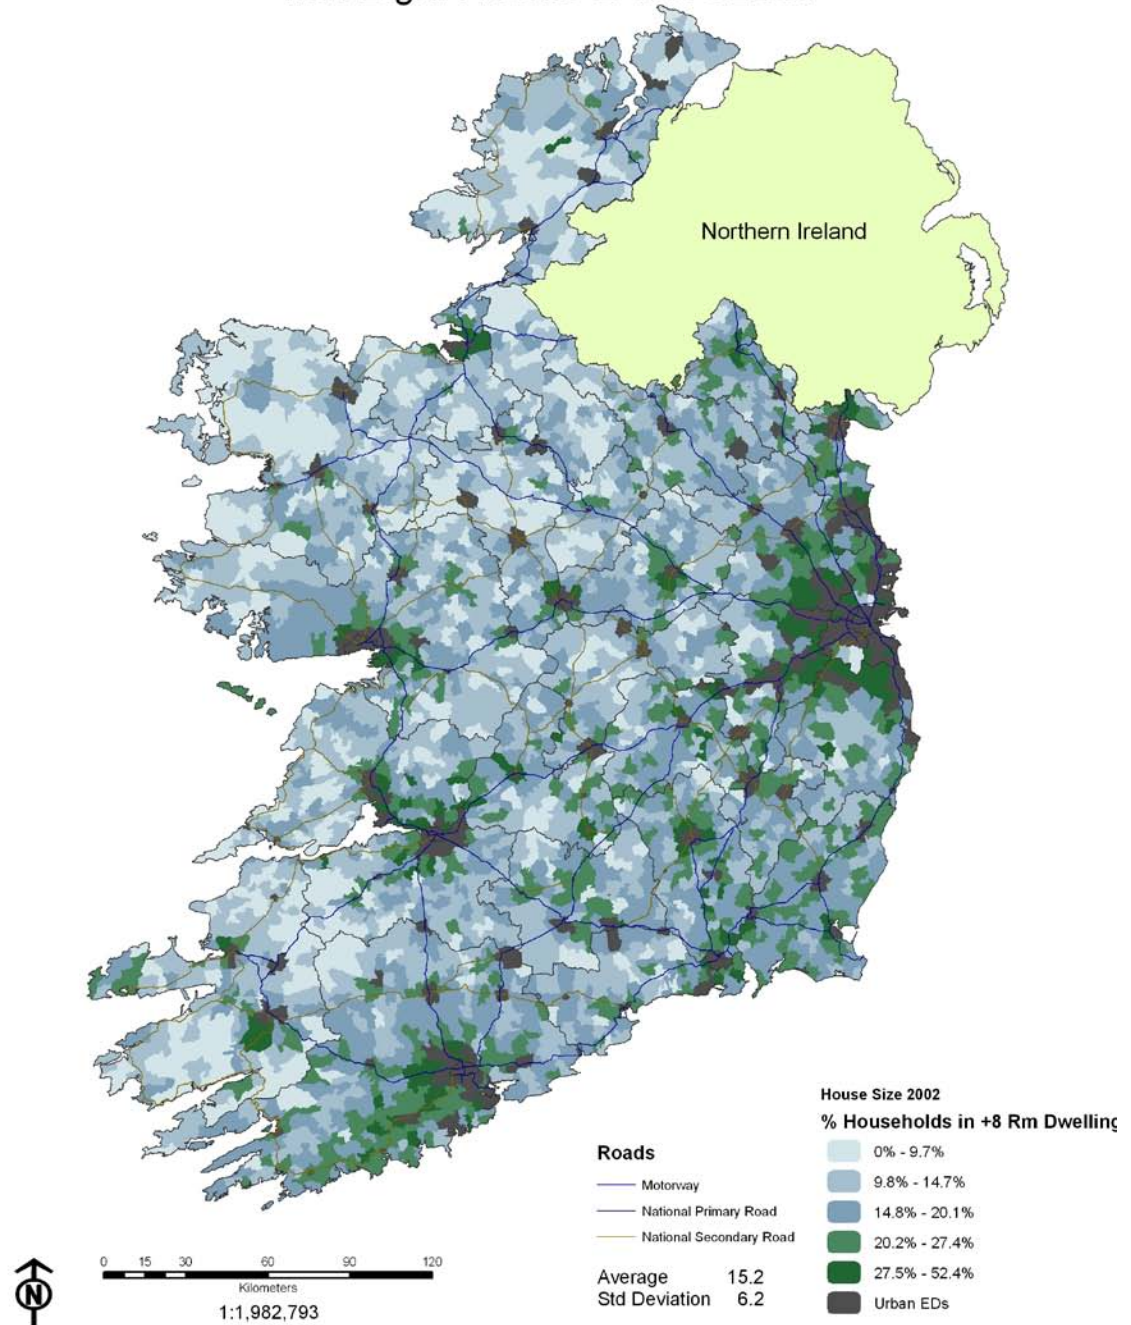 Northern Ireland
House Size 2002
% Households in +8 Rm Dwelling
0% - 9.7%
9.8% - 14.7%
14.8% - 20.1%
20.2% - 27.4%
27.5% - 52.4%
Urban EDs
Roads
Motorway
National Primary Road
National Secondary Road
Average 15.2
Std Deviation 6.2
0 15 30 60 90 120
Kilometers
1:1,982,793
N